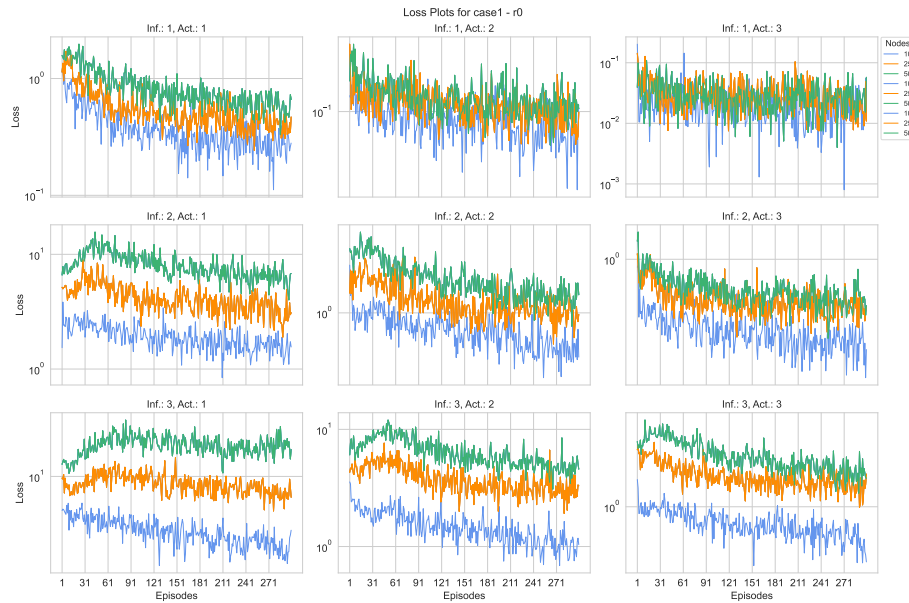 Loss Plots for case1 - r0
Inf.: 1, Act.: 1
Inf.: 1, Act.: 2
Inf.: 1, Act.: 3
Nodes
10⁰
10⁻¹
Loss
10⁻¹
10⁻¹
10⁻²
10⁻³
Inf.: 2, Act.: 1
Inf.: 2, Act.: 2
Inf.: 2, Act.: 3
10¹
10⁰
Loss
10⁰
10⁰
Inf.: 3, Act.: 1
Inf.: 3, Act.: 2
Inf.: 3, Act.: 3
10¹
Loss
10¹
10⁰
10⁰
1 31 61 91 121 151 181 211 241 271
1 31 61 91 121 151 181 211 241 271
1 31 61 91 121 151 181 211 241 271
Episodes
Episodes
Episodes